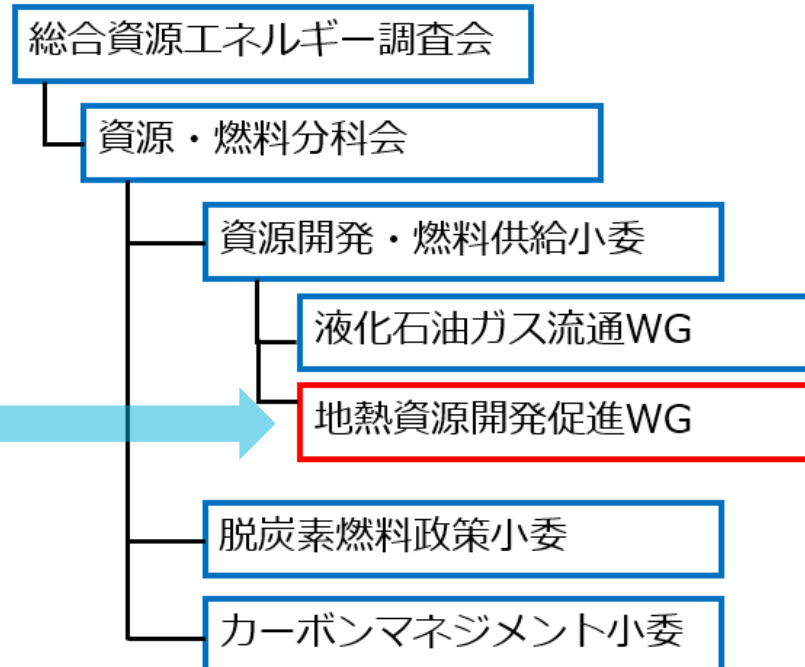 総合資源エネルギー調査会
資源・燃料分科会
資源開発・燃料供給小委
液化石油ガス流通WG
地熱資源開発促進WG
脱炭素燃料政策小委
カーボンマネジメント小委